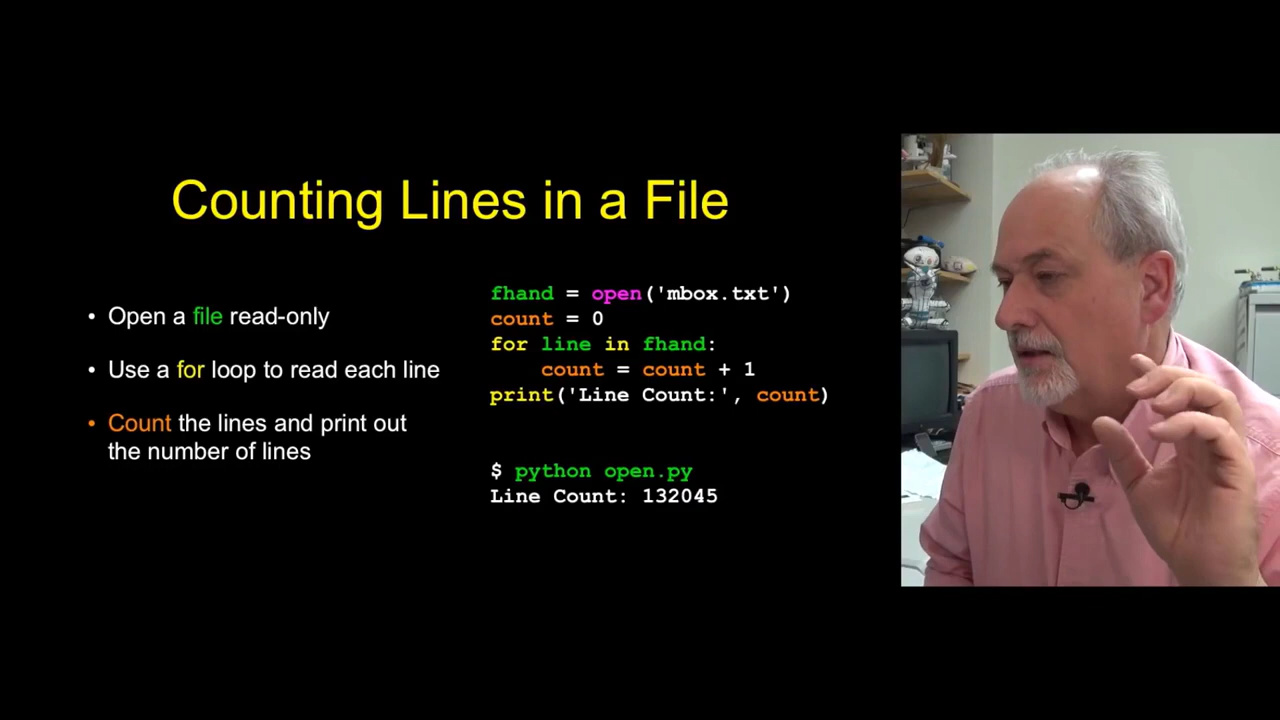 Counting Lines in a File
• Open a file read-only
• Use a for loop to read each line
• Count the lines and print out
the number of lines
fhand = open('mbox.txt')
count = 0
for line in fhand:
    count = count + 1
print('Line Count:', count)
$ python open.py
Line Count: 132045